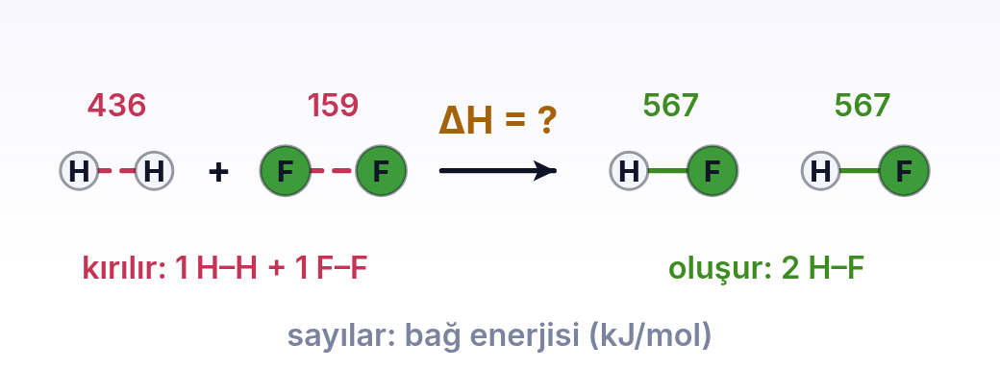 436 159 ΔH = ? 567 567
H H + F F H F H F
kırılır: 1 H–H + 1 F–F oluşur: 2 H–F
sayılar: bağ enerjisi (kJ/mol)